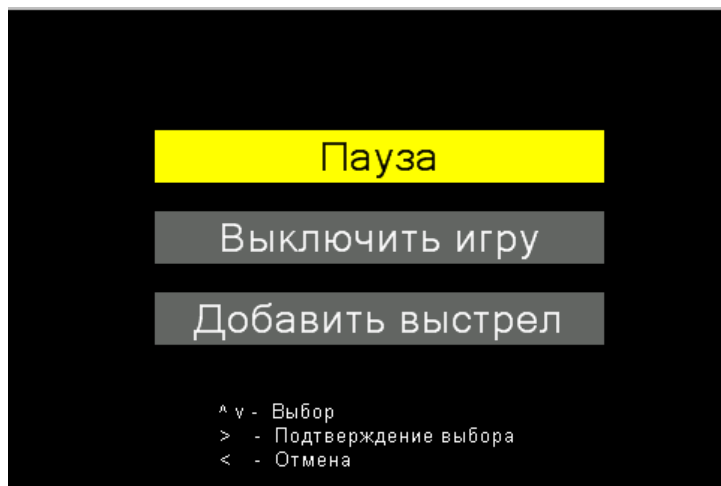 Пауза
Выключить игру
Добавить выстрел
^ v - Выбор
> - Подтверждение выбора
< - Отмена